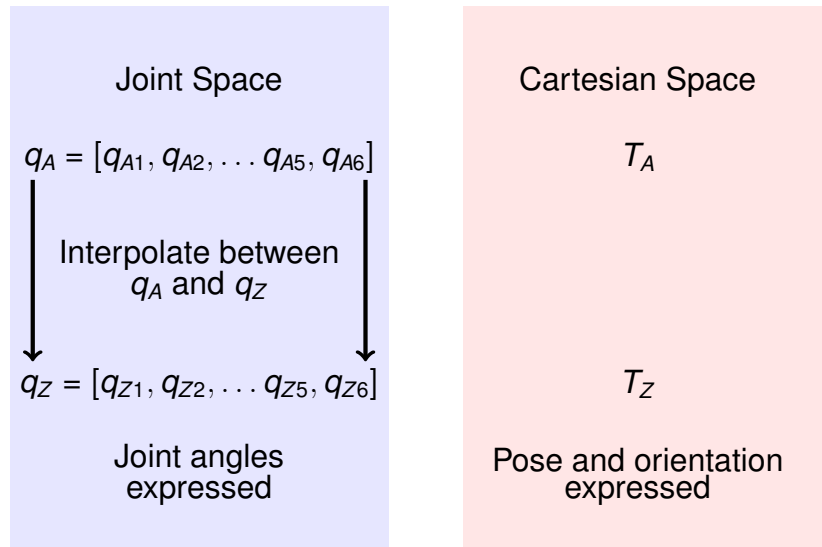 Joint Space
q_A = [q_A1, q_A2, . . . q_A5, q_A6]
Interpolate between
q_A and q_Z
q_Z = [q_Z1, q_Z2, . . . q_Z5, q_Z6]
Joint angles
expressed
Cartesian Space
T_A
T_Z
Pose and orientation
expressed